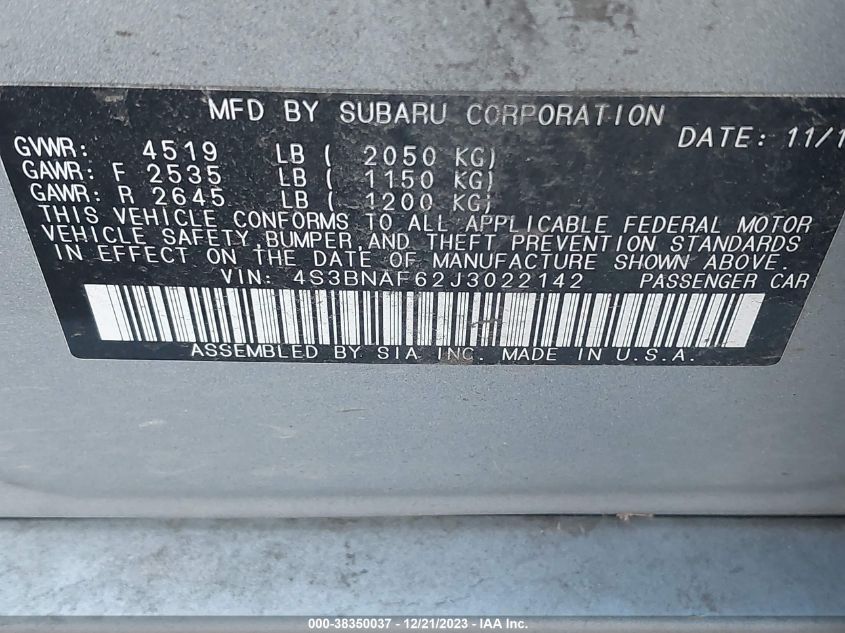 MFD BY SUBARU CORPORATION
DATE: 11/1
GVWR: 4519 LB ( 2050 KG)
GAWR: F 2535 LB ( 1150 KG)
GAWR: R 2645 LB ( 1200 KG)
THIS VEHICLE CONFORMS TO ALL APPLICABLE FEDERAL MOTOR
VEHICLE SAFETY,BUMPER,AND THEFT PREVENTION STANDARDS
IN EFFECT ON THE DATE OF MANUFACTURE SHOWN ABOVE.
VIN: 4S3BNAF62J3022142 PASSENGER CAR
ASSEMBLED BY SIA INC. MADE IN U.S.A.
000-38350037 - 12/21/2023 - IAA Inc.